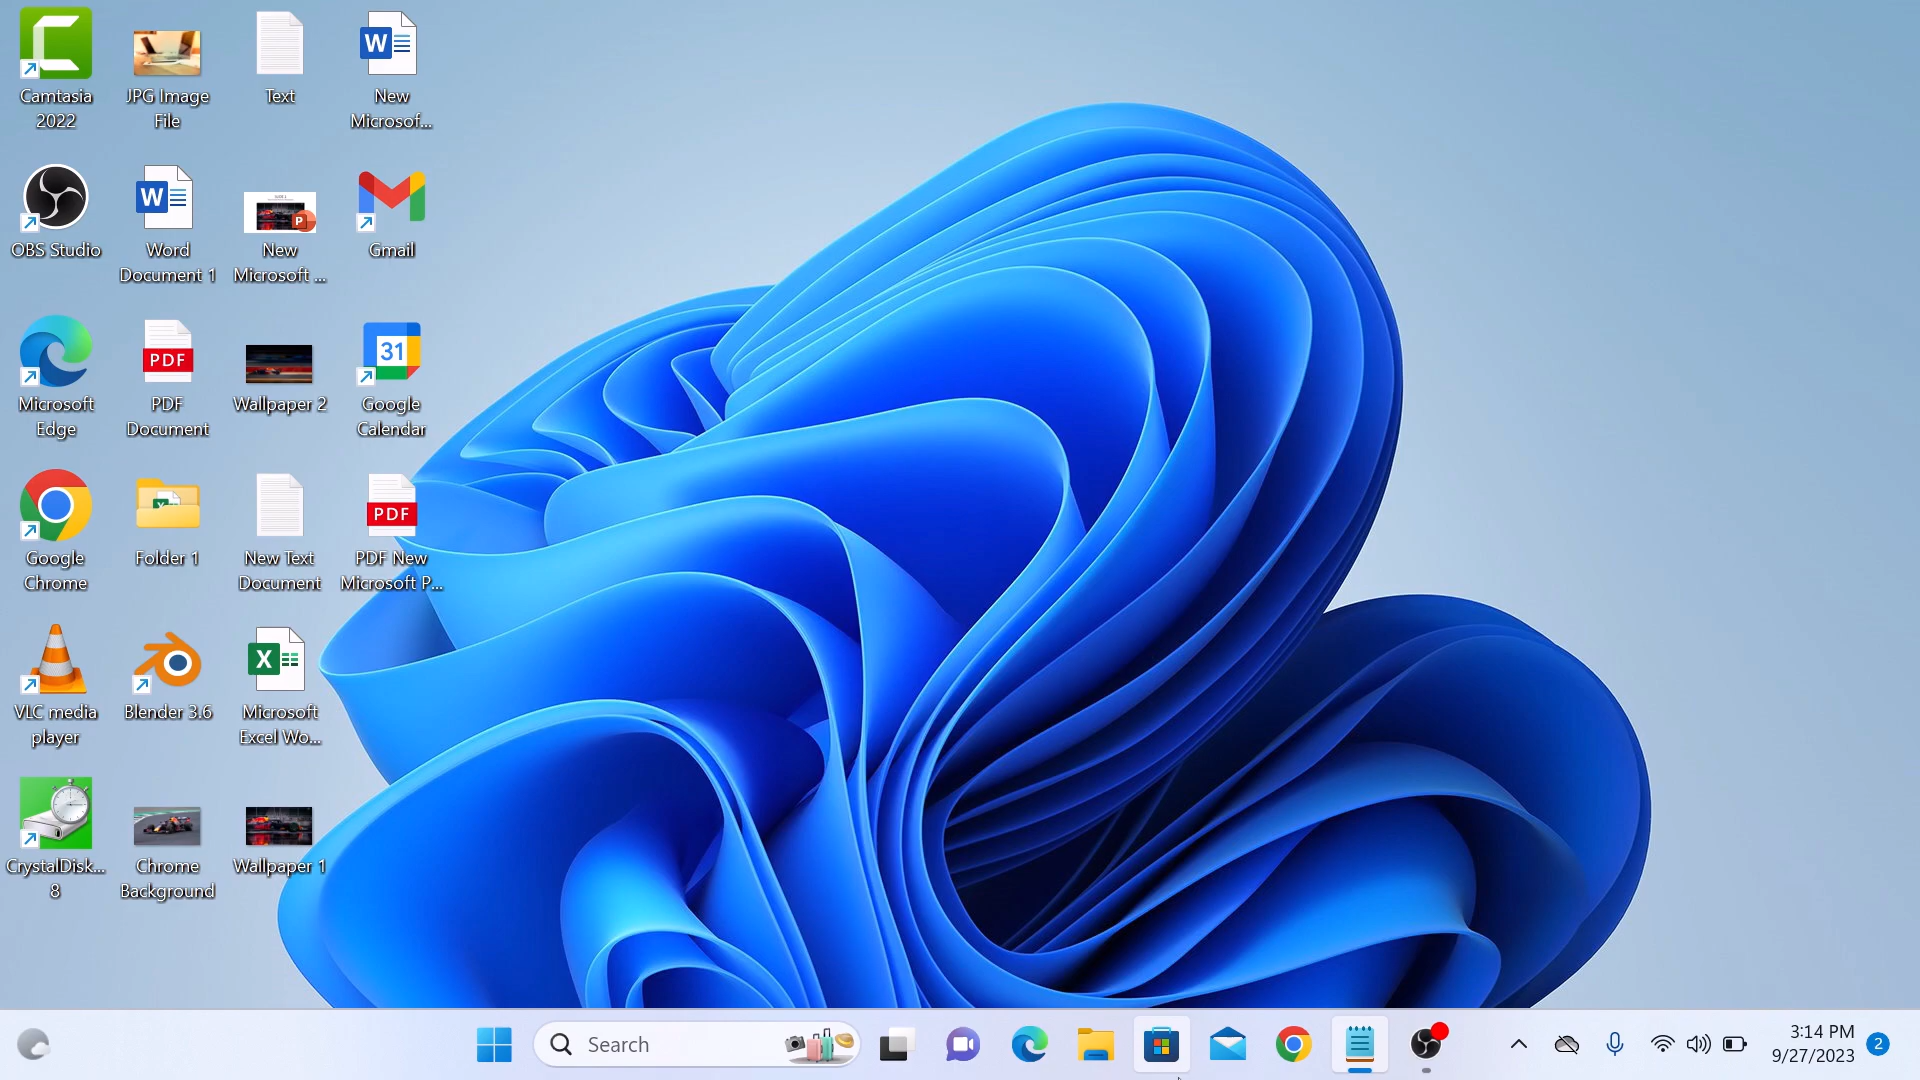 Camtasia
2022
JPG Image
File
Text
W
New
Microsof...
OBS Studio
W
Word
Document 1
P
New
Microsoft ...
Gmail
Microsoft
Edge
PDF
PDF
Document
Wallpaper 2
31
Google
Calendar
Google
Chrome
X
Folder 1
New Text
Document
PDF
PDF New
Microsoft P...
VLC media
player
Blender 3.6
X
Microsoft
Excel Wo...
CrystalDisk...
8
Chrome
Background
Wallpaper 1
Search
3:14 PM
9/27/2023
2